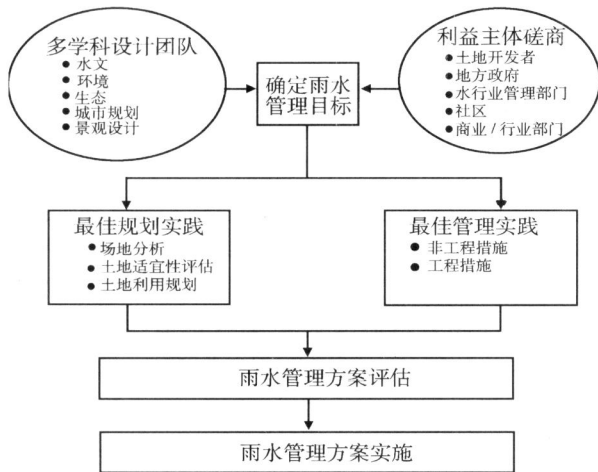 多学科设计团队
● 水文
● 环境
● 生态
● 城市规划
● 景观设计
确定雨水
管理目标
利益主体磋商
● 土地开发者
● 地方政府
● 水行业管理部门
● 社区
● 商业 / 行业部门
最佳规划实践
● 场地分析
● 土地适宜性评估
● 土地利用规划
最佳管理实践
● 非工程措施
● 工程措施
雨水管理方案评估
雨水管理方案实施